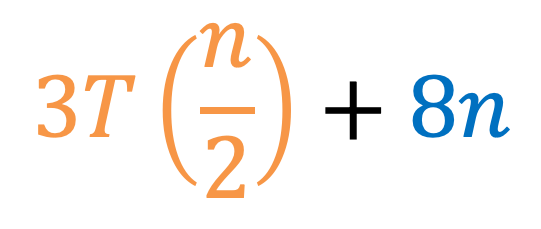 3T(n/2) + 8n